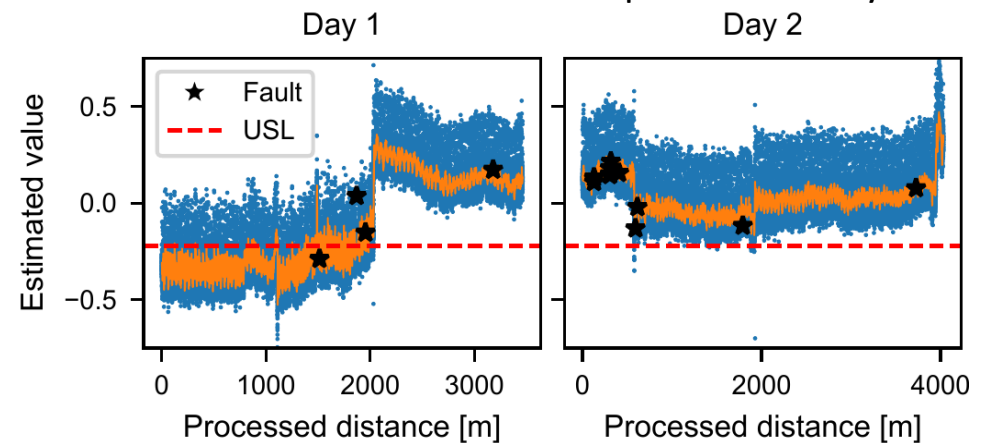 Day 1
Day 2
Fault
USL
Estimated value
0.5
0.0
−0.5
0
1000
2000
3000
0
2000
4000
Processed distance [m]
Processed distance [m]